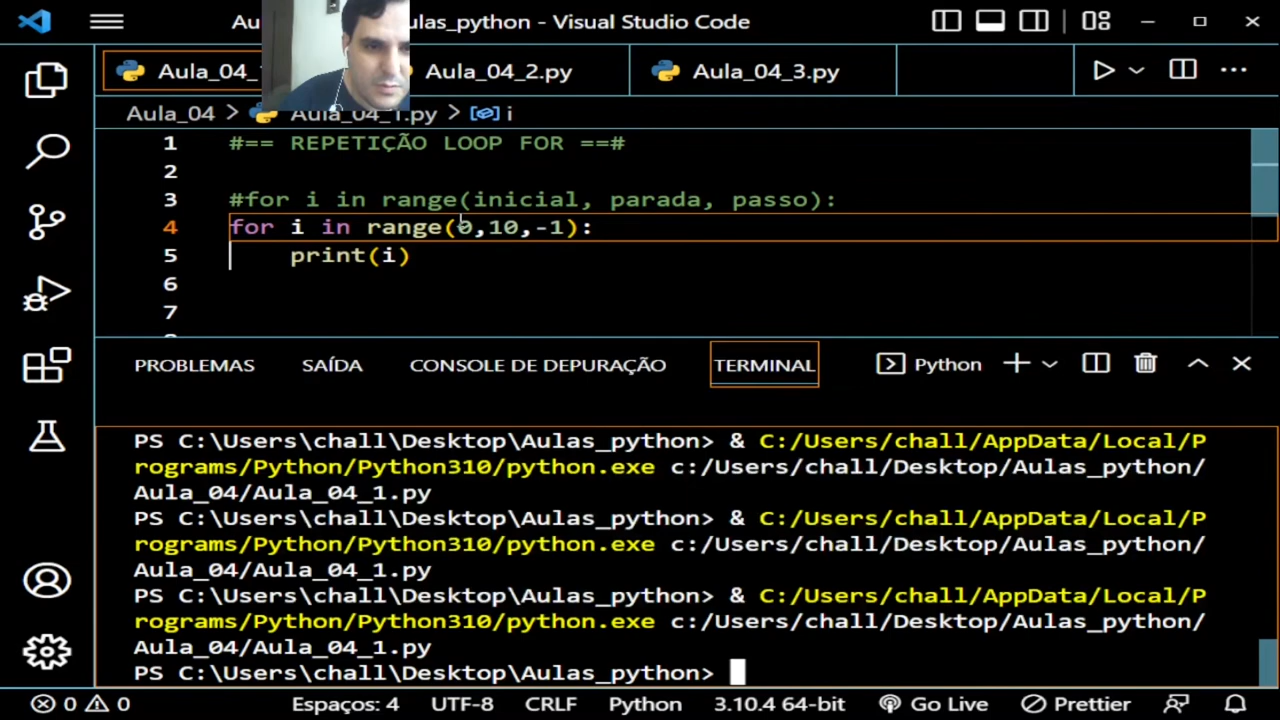 Au
aulas_python - Visual Studio Code
Aula_04_
Aula_04_2.py
Aula_04_3.py
Aula_04 > Aula_04_1.py > i
1 #== REPETIÇÃO LOOP FOR ==#
2
3 #for i in range(inicial, parada, passo):
4 for i in range(0,10,-1):
5 print(i)
6
7
PROBLEMAS SAÍDA CONSOLE DE DEPURAÇÃO TERMINAL Python
PS C:\Users\chall\Desktop\Aulas_python> & C:/Users/chall/AppData/Local/P
rograms/Python/Python310/python.exe c:/Users/chall/Desktop/Aulas_python/
Aula_04/Aula_04_1.py
PS C:\Users\chall\Desktop\Aulas_python> & C:/Users/chall/AppData/Local/P
rograms/Python/Python310/python.exe c:/Users/chall/Desktop/Aulas_python/
Aula_04/Aula_04_1.py
PS C:\Users\chall\Desktop\Aulas_python> & C:/Users/chall/AppData/Local/P
rograms/Python/Python310/python.exe c:/Users/chall/Desktop/Aulas_python/
Aula_04/Aula_04_1.py
PS C:\Users\chall\Desktop\Aulas_python>
0 0 Espaços: 4 UTF-8 CRLF Python 3.10.4 64-bit Go Live Prettier